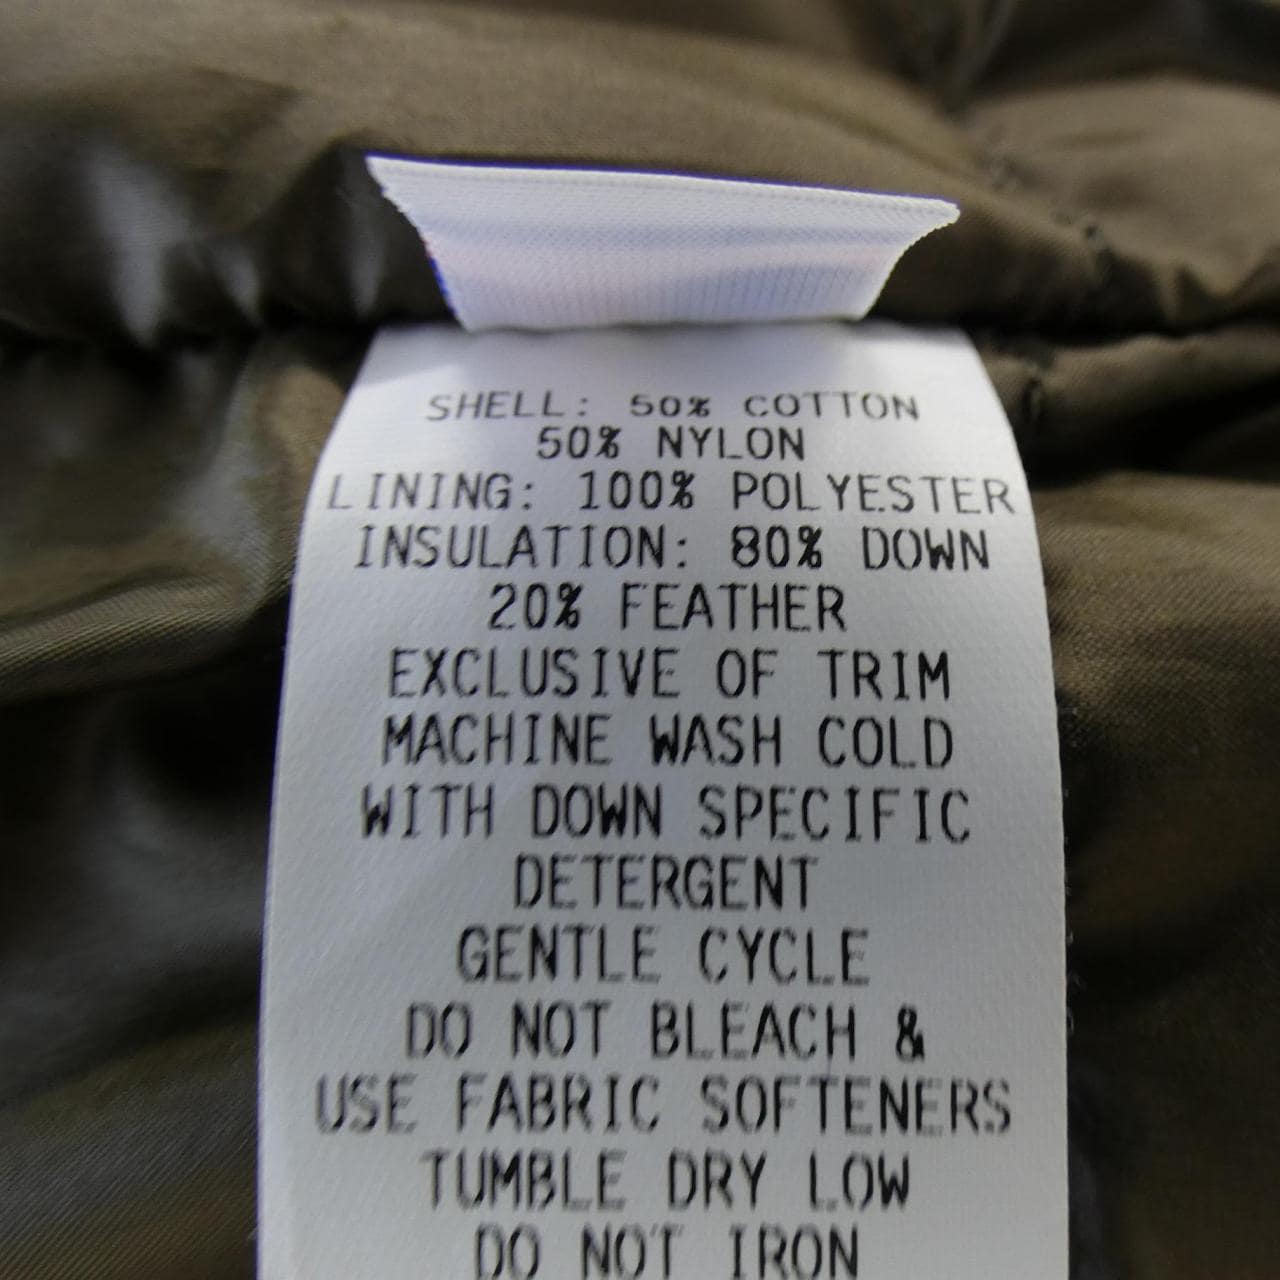 SHELL: 50% COTTON
50% NYLON
LINING: 100% POLYESTER
INSULATION: 80% DOWN
20% FEATHER
EXCLUSIVE OF TRIM
MACHINE WASH COLD
WITH DOWN SPECIFIC
DETERGENT
GENTLE CYCLE
DO NOT BLEACH &
USE FABRIC SOFTENERS
TUMBLE DRY LOW
DO NOT IRON